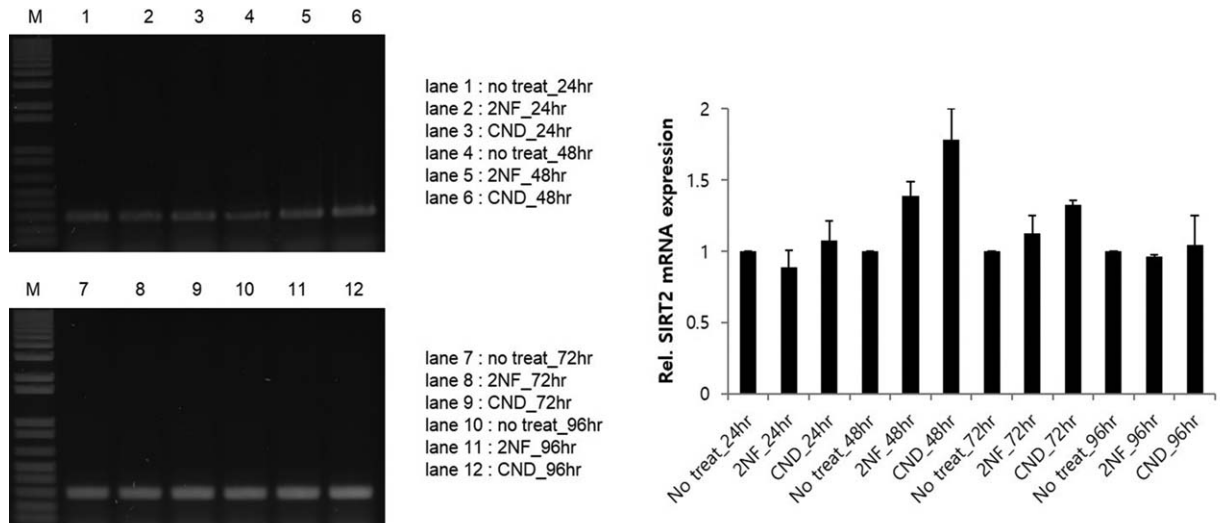 M 1 2 3 4 5 6
lane 1 : no treat_24hr
lane 2 : 2NF_24hr
lane 3 : CND_24hr
lane 4 : no treat_48hr
lane 5 : 2NF_48hr
lane 6 : CND_48hr
M 7 8 9 10 11 12
lane 7 : no treat_72hr
lane 8 : 2NF_72hr
lane 9 : CND_72hr
lane 10 : no treat_96hr
lane 11 : 2NF_96hr
lane 12 : CND_96hr
Rel. SIRT2 mRNA expression
2
1.5
1
0.5
0
No treat_24hr
2NF_24hr
CND_24hr
No treat_48hr
2NF_48hr
CND_48hr
No treat_72hr
2NF_72hr
CND_72hr
No treat_96hr
2NF_96hr
CND_96hr